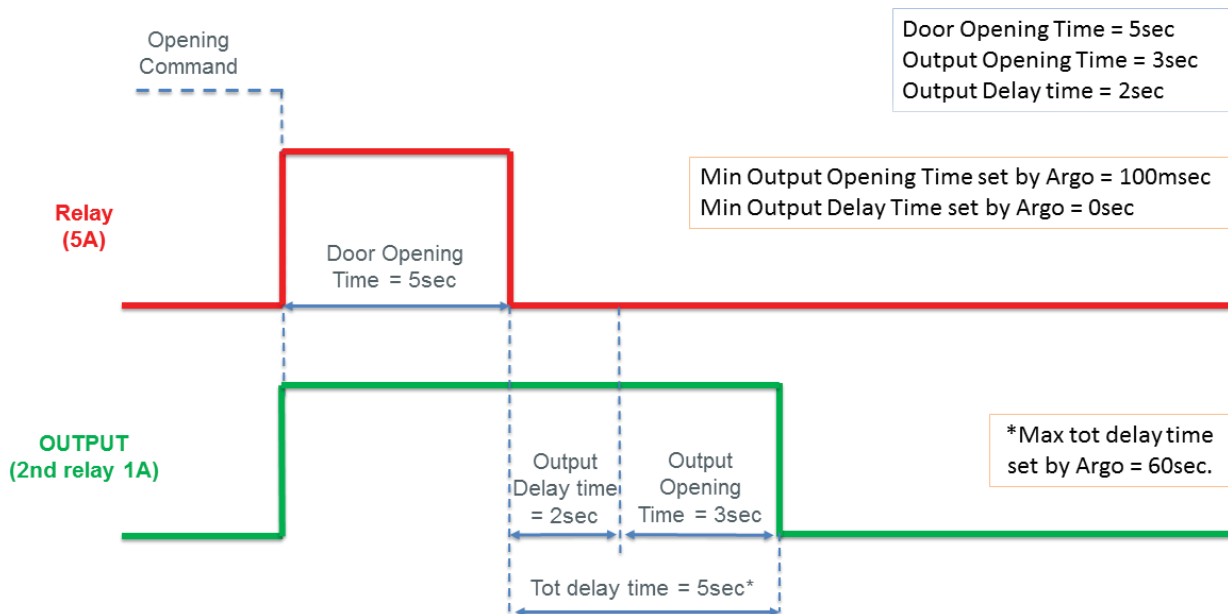 Opening
Command
Door Opening Time = 5sec
Output Opening Time = 3sec
Output Delay time = 2sec
Min Output Opening Time set by Argo = 100msec
Min Output Delay Time set by Argo = 0sec
Relay
(5A)
Door Opening
Time = 5sec
OUTPUT
(2nd relay 1A)
Output
Delay time
= 2sec
Output
Opening
Time = 3sec
*Max tot delay time
set by Argo = 60sec.
Tot delay time = 5sec*